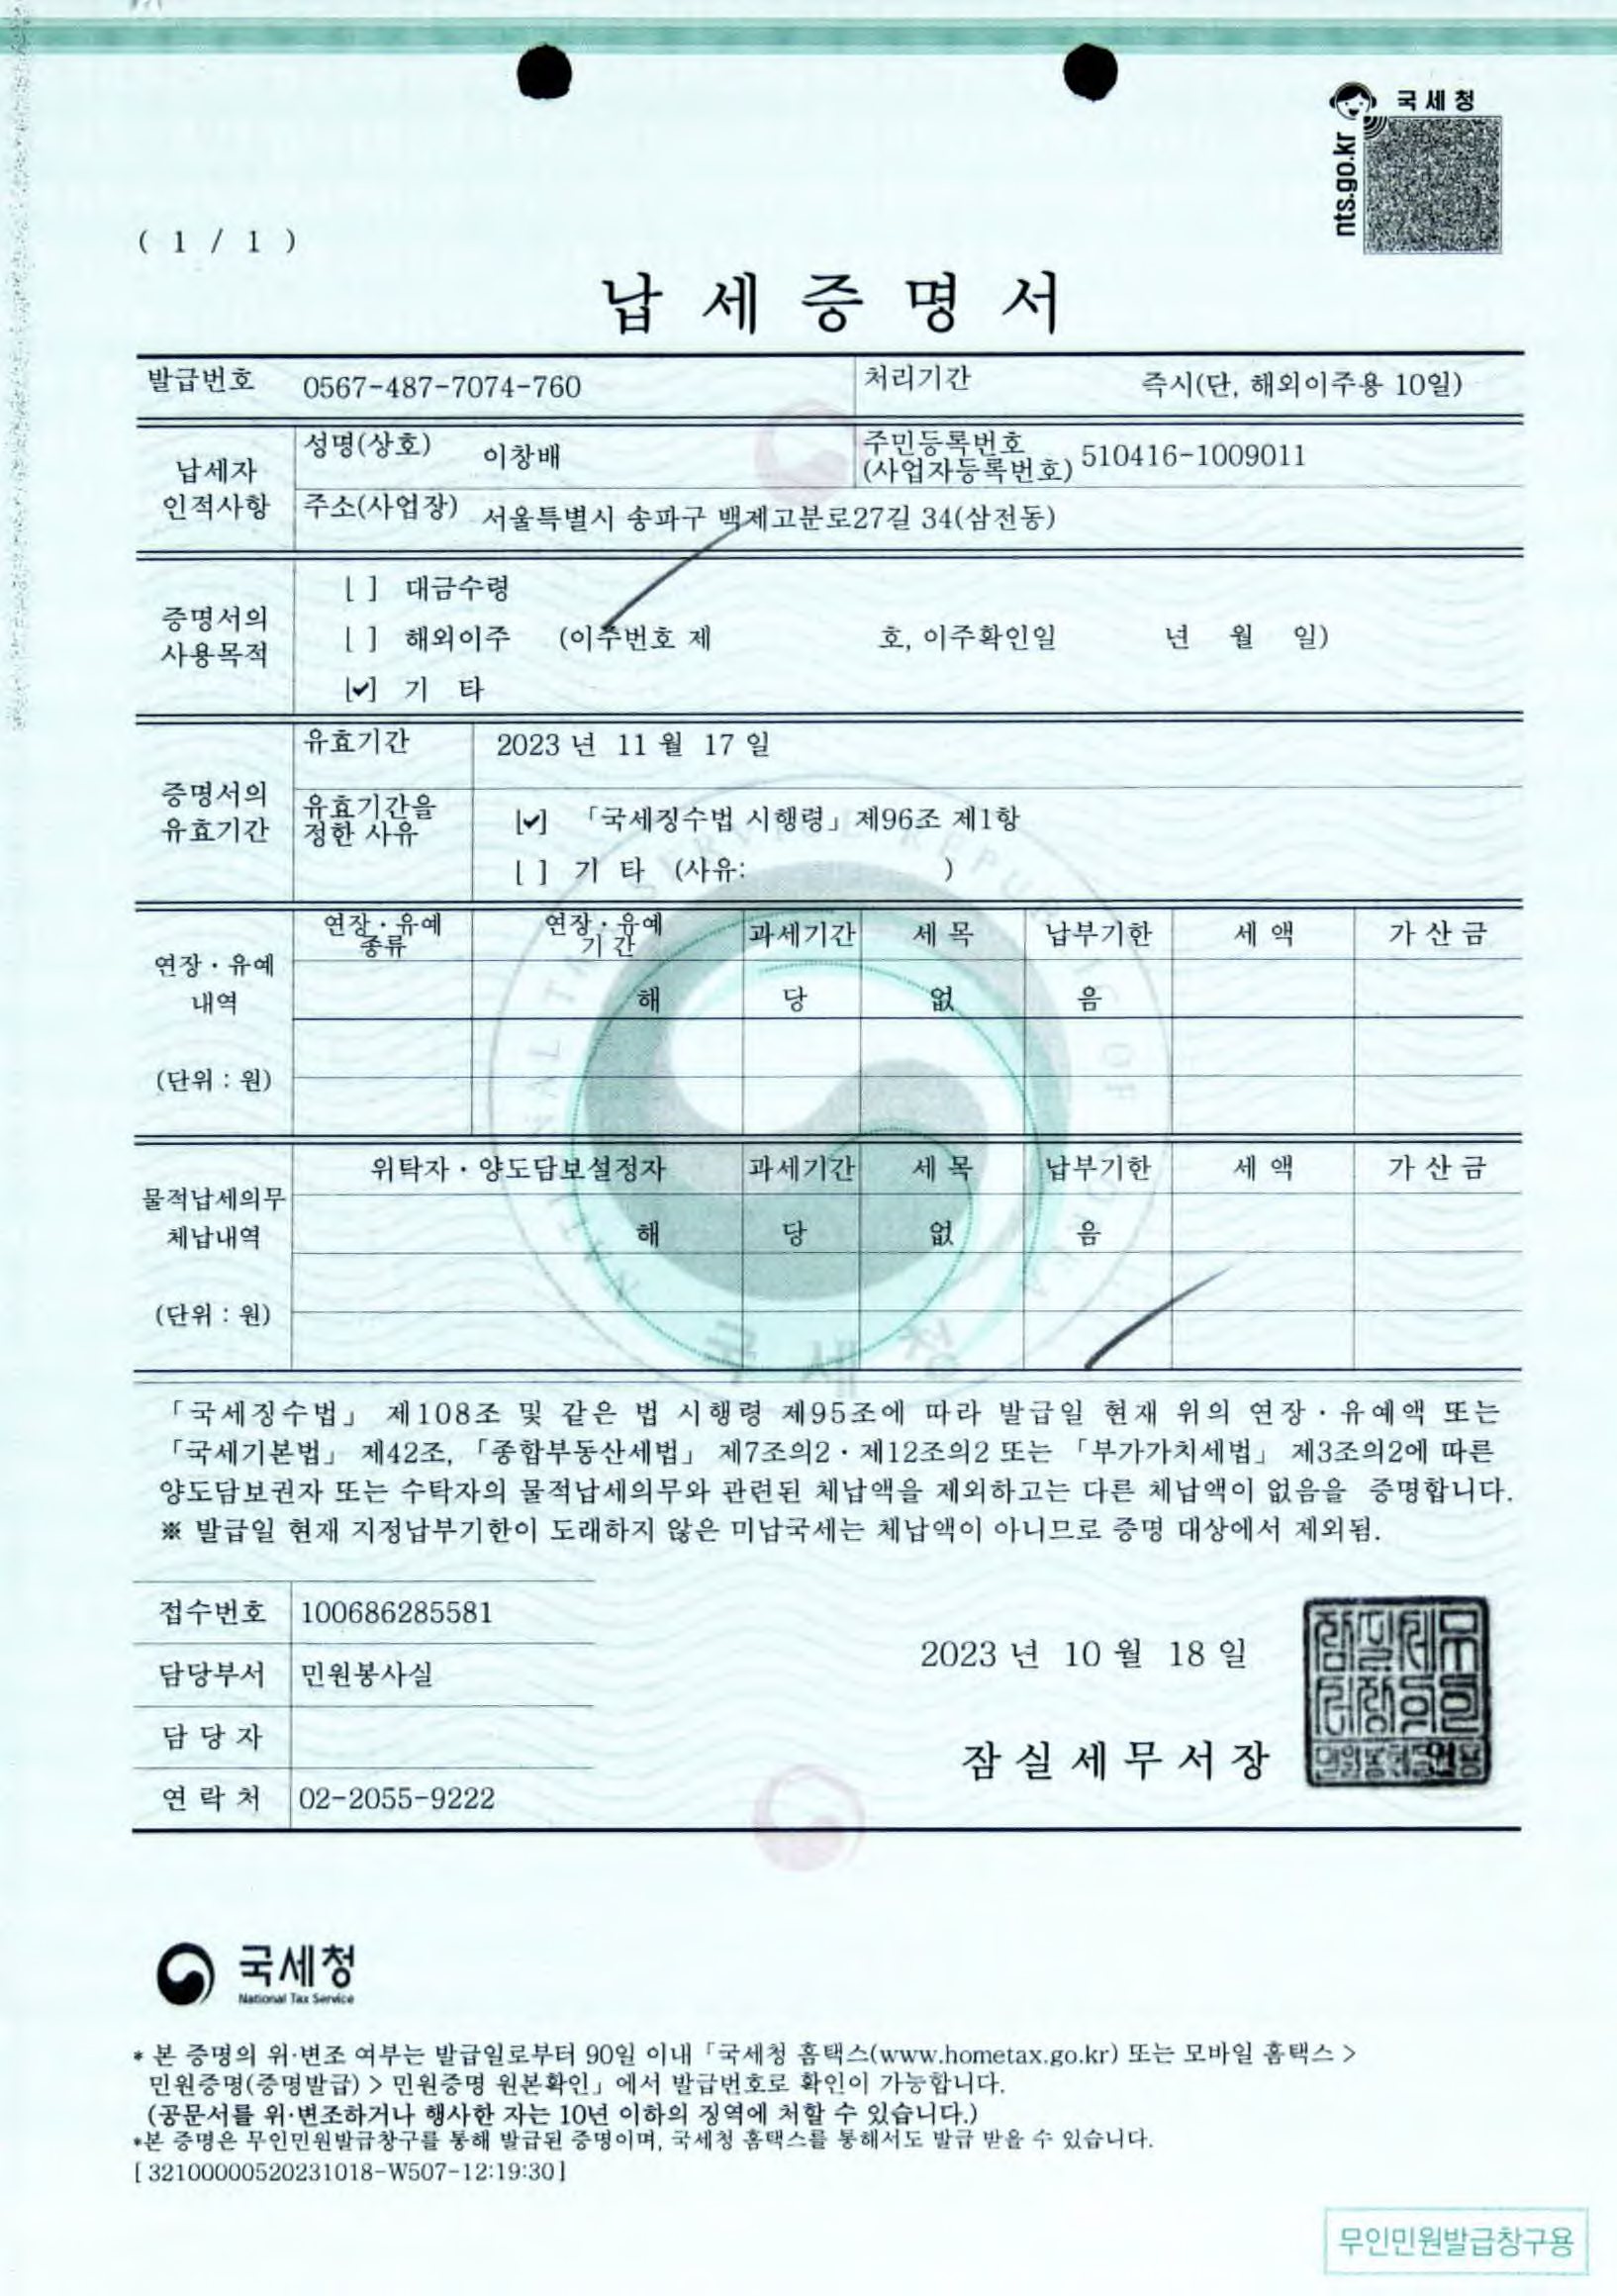 국세청
nts.go.kr
( 1 / 1 )
납 세 증 명 서
발급번호 0567-487-7074-760 처리기간 즉시(단, 해외이주용 10일)
납세자 인적사항 성명(상호) 이창배 주민등록번호 (사업자등록번호) 510416-1009011
주소(사업장) 서울특별시 송파구 백제고분로27길 34(삼전동)
증명서의 사용목적
[ ] 대금수령
[ ] 해외이주 (이주번호 제 호, 이주확인일 년 월 일)
[✔] 기 타
증명서의 유효기간
유효기간 2023 년 11 월 17 일
유효기간을 정한 사유 [✔] 「국세징수법 시행령」 제96조 제1항
[ ] 기 타 (사유: )
연장·유예 내역 (단위 : 원)
연장·유예 종류 연장·유예 기 간 과세기간 세 목 납부기한 세 액 가 산 금
해 당 없 음
물적납세의무 체납내역 (단위 : 원)
위탁자·양도담보설정자 과세기간 세 목 납부기한 세 액 가 산 금
해 당 없 음
「국세징수법」 제108조 및 같은 법 시행령 제95조에 따라 발급일 현재 위의 연장·유예액 또는
「국세기본법」 제42조, 「종합부동산세법」 제7조의2·제12조의2 또는 「부가가치세법」 제3조의2에 따른
양도담보권자 또는 수탁자의 물적납세의무와 관련된 체납액을 제외하고는 다른 체납액이 없음을 증명합니다.
※ 발급일 현재 지정납부기한이 도래하지 않은 미납국세는 체납액이 아니므로 증명 대상에서 제외됨.
접수번호 100686285581
담당부서 민원봉사실
담 당 자
연 락 처 02-2055-9222
2023 년 10 월 18 일
잠 실 세 무 서 장
국세청
National Tax Service
* 본 증명의 위·변조 여부는 발급일로부터 90일 이내 「국세청 홈택스(www.hometax.go.kr) 또는 모바일 홈택스 >
민원증명(증명발급) > 민원증명 원본확인」 에서 발급번호로 확인이 가능합니다.
(공문서를 위·변조하거나 행사한 자는 10년 이하의 징역에 처할 수 있습니다.)
*본 증명은 무인민원발급창구를 통해 발급된 증명이며, 국세청 홈택스를 통해서도 발급 받을 수 있습니다.
[ 32100000520231018-W507-12:19:30]
무인민원발급창구용